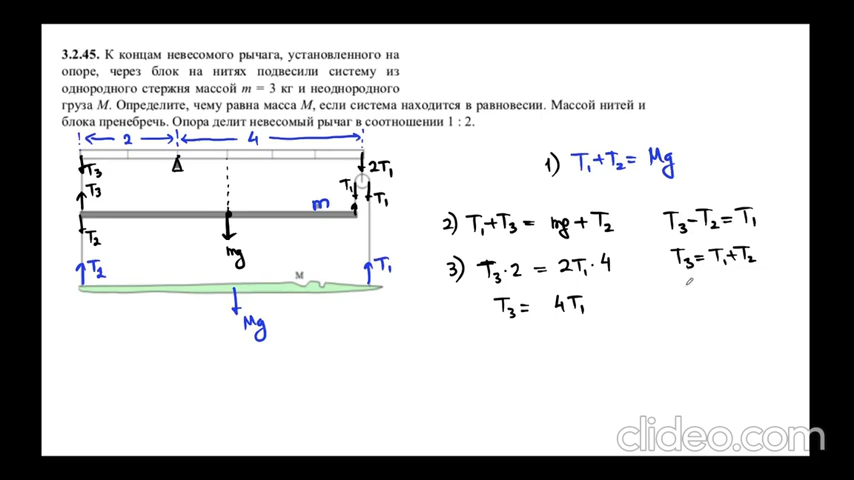 3.2.45. К концам невесомого рычага, установленного на
опоре, через блок на нитях подвесили систему из
однородного стержня массой m = 3 кг и неоднородного
груза M. Определите, чему равна масса M, если система находится в равновесии. Массой нитей и
блока пренебречь. Опора делит невесомый рычаг в соотношении 1 : 2.
2 4
T₃ 2T₁
T₃ T₁ T₁
m
T₂
mg
T₂ T₁
M
Mg
1) T₁+T₂= Mg
2) T₁+T₃ = mg+T₂ T₃-T₂=T₁
3) T₃·2 = 2T₁·4 T₃=T₁+T₂
T₃ = 4T₁
clideo.com